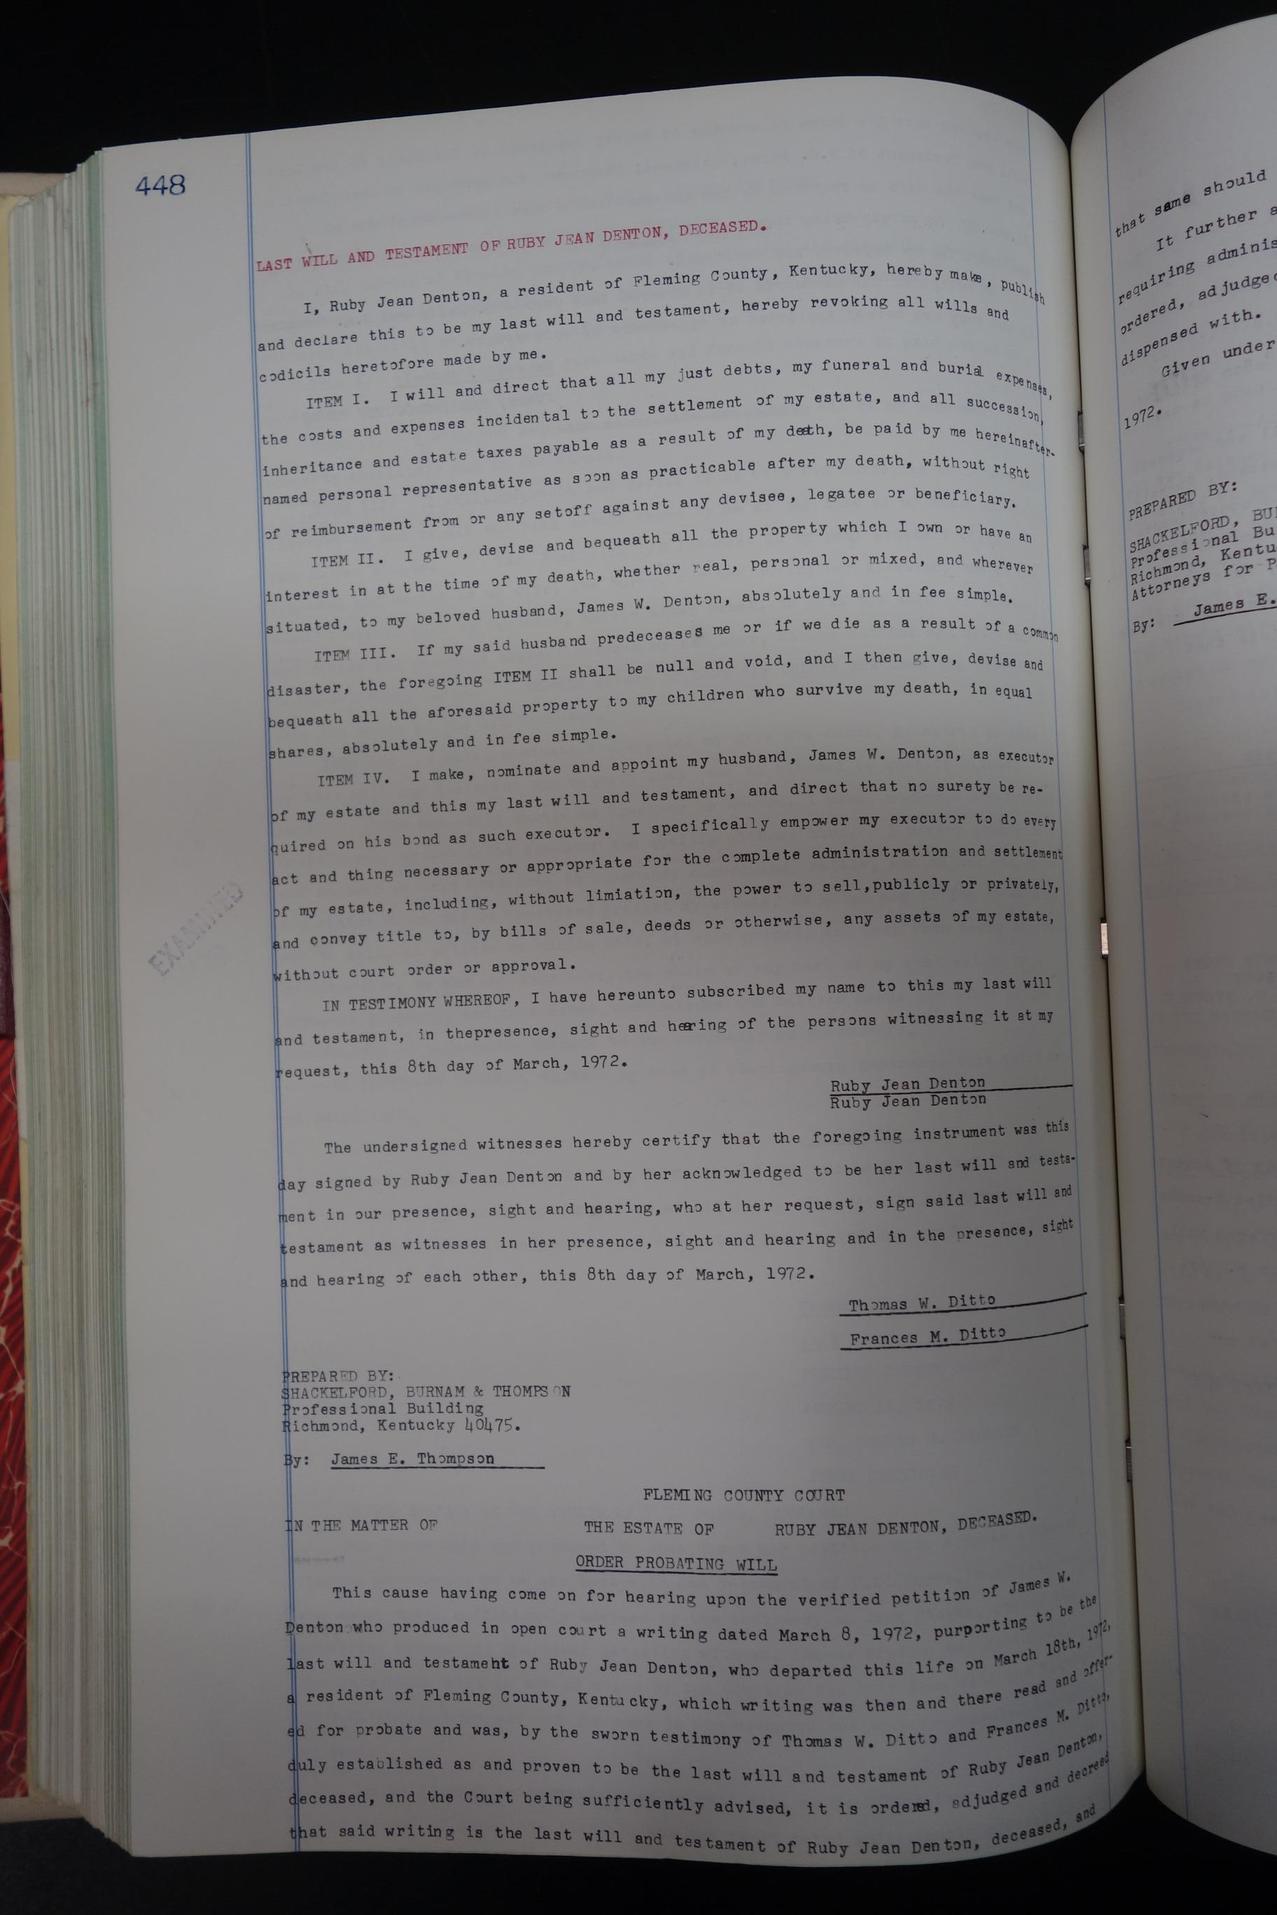 448
LAST WILL AND TESTAMENT OF RUBY JEAN DENTON, DECEASED.
I, Ruby Jean Denton, a resident of Fleming County, Kentucky, hereby make, publish
and declare this to be my last will and testament, hereby revoking all wills and
codicils heretofore made by me.
ITEM I. I will and direct that all my just debts, my funeral and burial expenses,
the costs and expenses incidental to the settlement of my estate, and all succession,
inheritance and estate taxes payable as a result of my death, be paid by me hereinafter-
named personal representative as soon as practicable after my death, without right
of reimbursement from or any setoff against any devisee, legatee or beneficiary.
ITEM II. I give, devise and bequeath all the property which I own or have an
interest in at the time of my death, whether real, personal or mixed, and wherever
situated, to my beloved husband, James W. Denton, absolutely and in fee simple.
ITEM III. If my said husband predeceases me or if we die as a result of a common
disaster, the foregoing ITEM II shall be null and void, and I then give, devise and
bequeath all the aforesaid property to my children who survive my death, in equal
shares, absolutely and in fee simple.
ITEM IV. I make, nominate and appoint my husband, James W. Denton, as executor
of my estate and this my last will and testament, and direct that no surety be re-
quired on his bond as such executor. I specifically empower my executor to do every
act and thing necessary or appropriate for the complete administration and settlement
of my estate, including, without limiation, the power to sell,publicly or privately,
and convey title to, by bills of sale, deeds or otherwise, any assets of my estate,
without court order or approval.
EXAMINED
IN TESTIMONY WHEREOF, I have hereunto subscribed my name to this my last will
and testament, in thepresence, sight and hearing of the persons witnessing it at my
request, this 8th day of March, 1972.
Ruby Jean Denton
Ruby Jean Denton
The undersigned witnesses hereby certify that the foregoing instrument was this
day signed by Ruby Jean Denton and by her acknowledged to be her last will and testa-
ment in our presence, sight and hearing, who at her request, sign said last will and
testament as witnesses in her presence, sight and hearing and in the presence, sight
and hearing of each other, this 8th day of March, 1972.
Thomas W. Ditto
Frances M. Ditto
PREPARED BY:
SHACKELFORD, BURNAM & THOMPSON
Professional Building
Richmond, Kentucky 40475.
By: James E. Thompson
FLEMING COUNTY COURT
IN THE MATTER OF THE ESTATE OF RUBY JEAN DENTON, DECEASED.
ORDER PROBATING WILL
This cause having come on for hearing upon the verified petition of James W.
Denton who produced in open court a writing dated March 8, 1972, purporting to be the
last will and testament of Ruby Jean Denton, who departed this life on March 18th, 1972,
a resident of Fleming County, Kentucky, which writing was then and there read and offer-
ed for probate and was, by the sworn testimony of Thomas W. Ditto and Frances M. Ditto,
duly established as and proven to be the last will and testament of Ruby Jean Denton,
deceased, and the Court being sufficiently advised, it is ordered, adjudged and decreed
that said writing is the last will and testament of Ruby Jean Denton, deceased, and
that same should
It further
requiring adminis
ordered, adjudged
dispensed with.
Given under
1972.
PREPARED BY:
SHACKELFORD, BU
Professional Bu
Richmond, Kentu
Attorneys for P
By: James E.